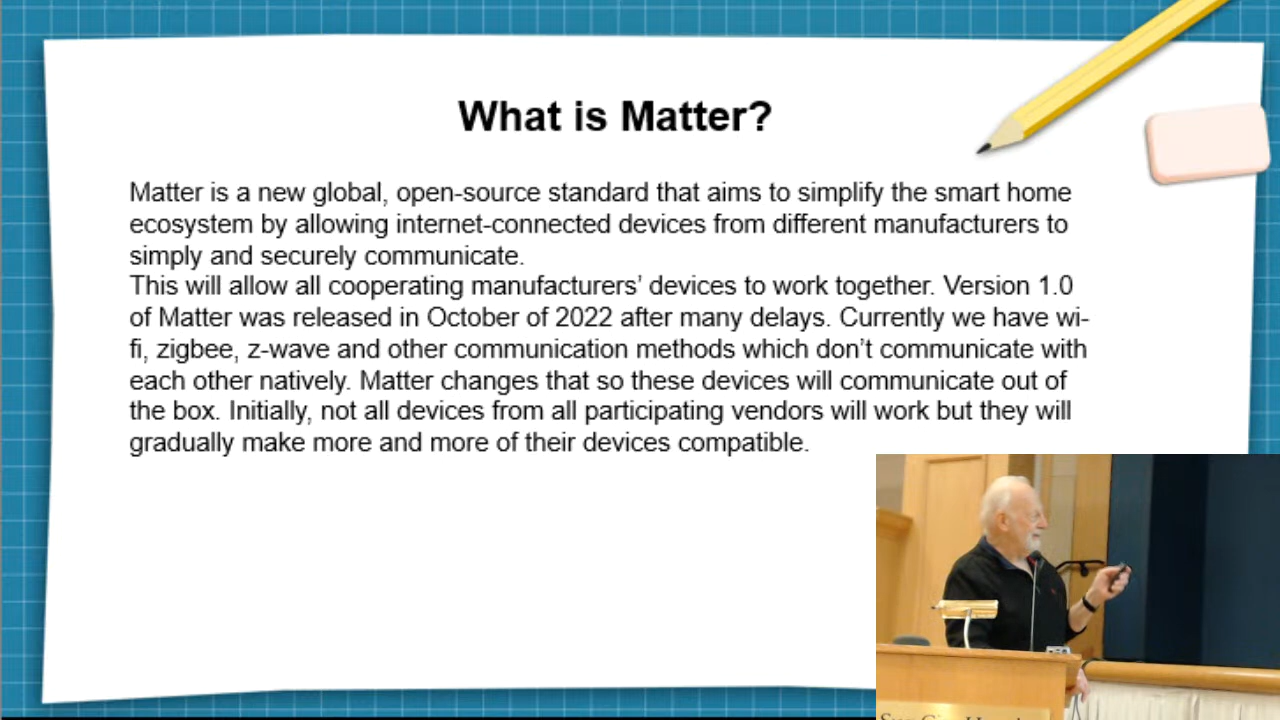 What is Matter?
Matter is a new global, open-source standard that aims to simplify the smart home
ecosystem by allowing internet-connected devices from different manufacturers to
simply and securely communicate.
This will allow all cooperating manufacturers’ devices to work together. Version 1.0
of Matter was released in October of 2022 after many delays. Currently we have wi-
fi, zigbee, z-wave and other communication methods which don’t communicate with
each other natively. Matter changes that so these devices will communicate out of
the box. Initially, not all devices from all participating vendors will work but they will
gradually make more and more of their devices compatible.